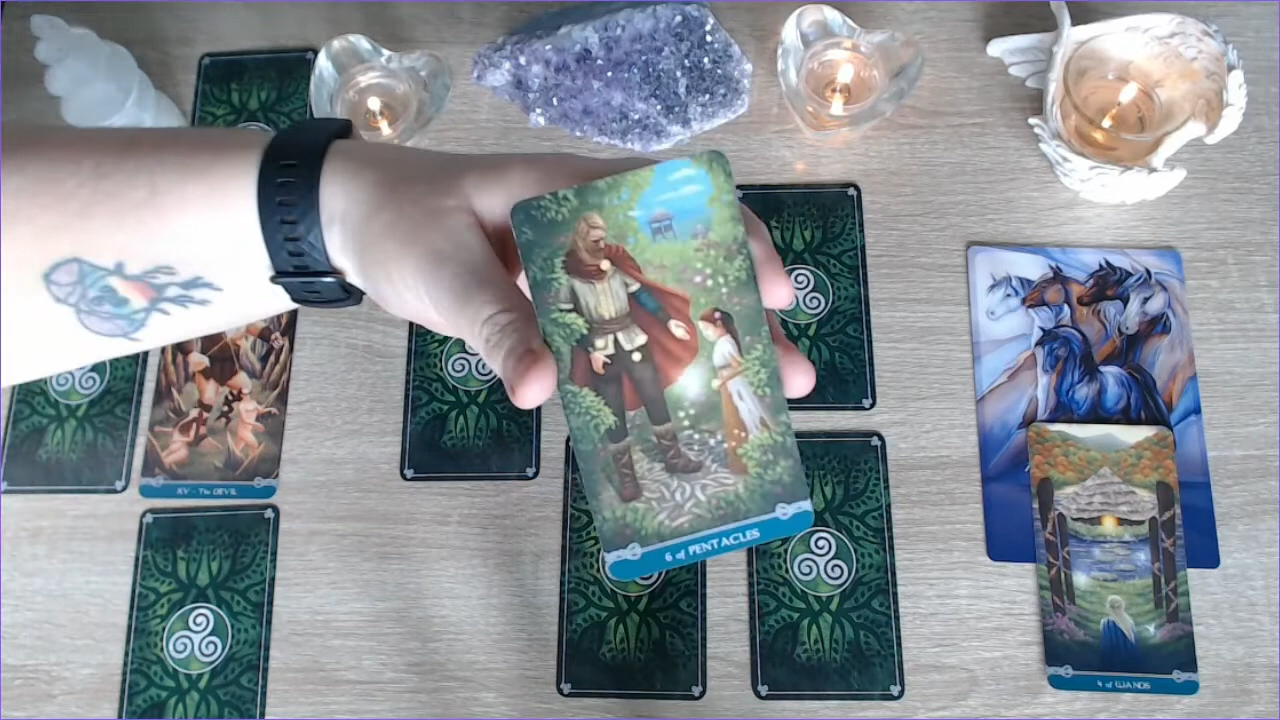 6 of PENTACLES
XV - The DEVIL
4 of WANDS